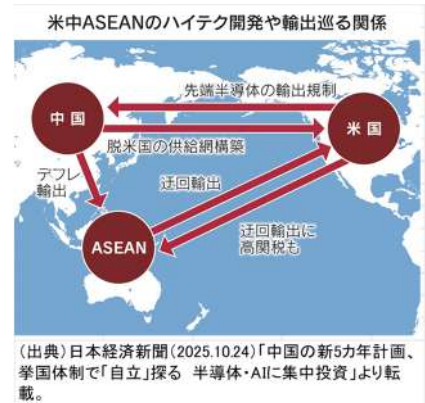 米中ASEANのハイテク開発や輸出巡る関係
先端半導体の輸出規制
中国
米国
脱米国の供給網構築
デフレ
輸出
迂回輸出
ASEAN
迂回輸出に
高関税も
(出典)日本経済新聞(2025.10.24)「中国の新5カ年計画、
挙国体制で「自立」探る 半導体・AIに集中投資」より転
載。